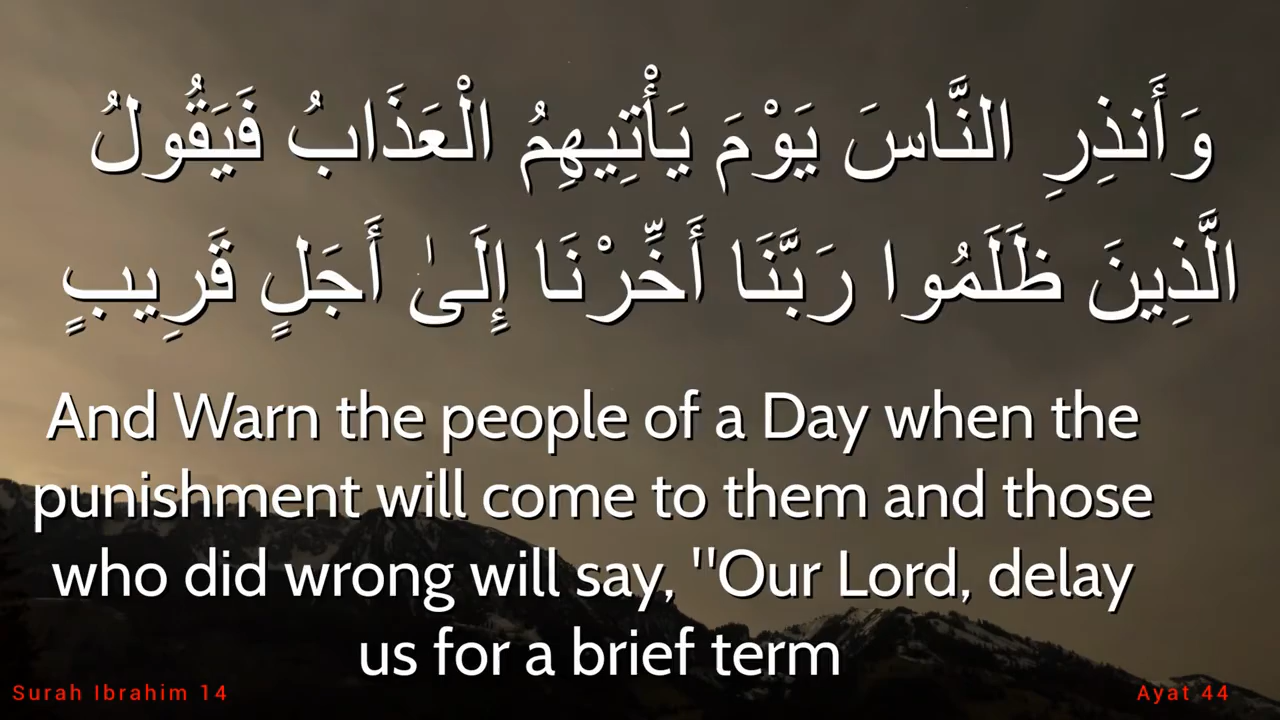 وَأَنذِرِ النَّاسَ يَوْمَ يَأْتِيهِمُ الْعَذَابُ فَيَقُولُ
الَّذِينَ ظَلَمُوا رَبَّنَا أَخِّرْنَا إِلَىٰ أَجَلٍ قَرِيبٍ
And Warn the people of a Day when the
punishment will come to them and those
who did wrong will say, "Our Lord, delay
us for a brief term
Surah Ibrahim 14
Ayat 44